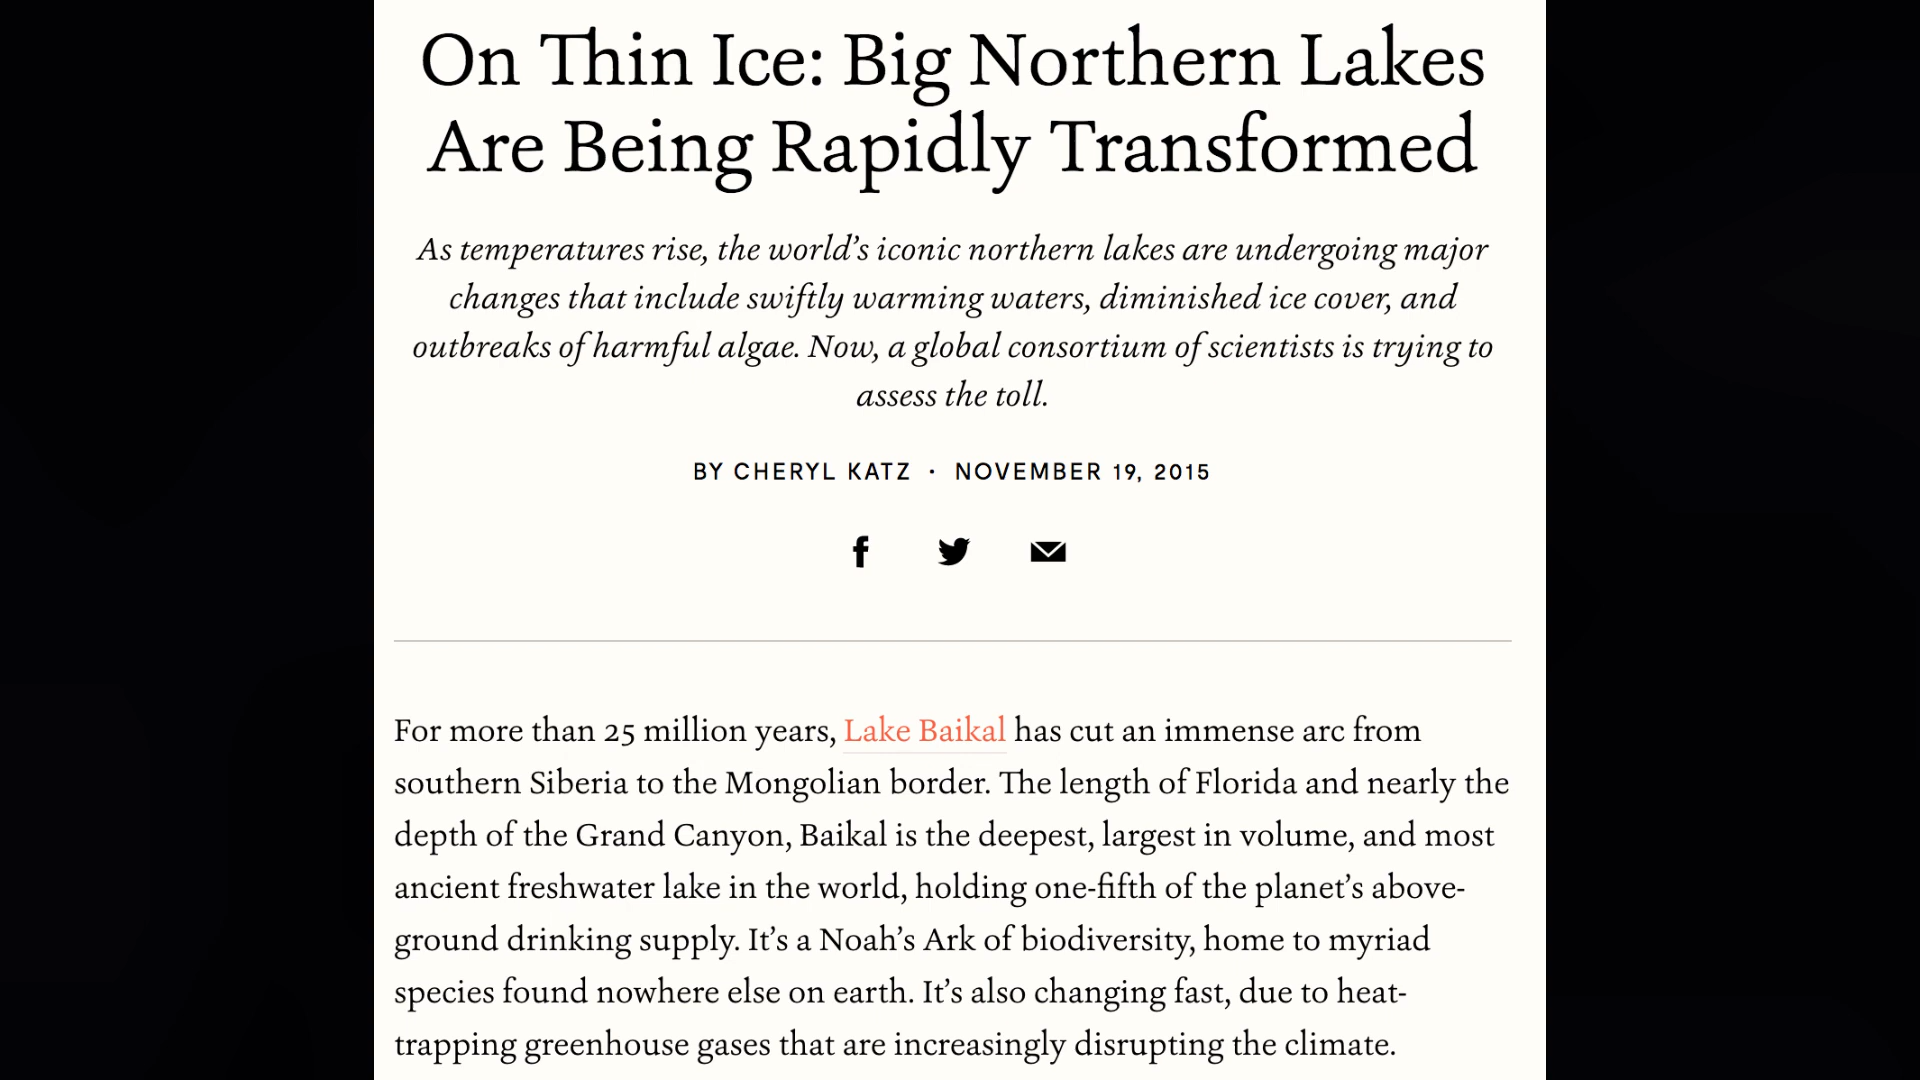 On Thin Ice: Big Northern Lakes
Are Being Rapidly Transformed
As temperatures rise, the world’s iconic northern lakes are undergoing major
changes that include swiftly warming waters, diminished ice cover, and
outbreaks of harmful algae. Now, a global consortium of scientists is trying to
assess the toll.
BY CHERYL KATZ • NOVEMBER 19, 2015
For more than 25 million years, Lake Baikal has cut an immense arc from
southern Siberia to the Mongolian border. The length of Florida and nearly the
depth of the Grand Canyon, Baikal is the deepest, largest in volume, and most
ancient freshwater lake in the world, holding one-fifth of the planet’s above-
ground drinking supply. It’s a Noah’s Ark of biodiversity, home to myriad
species found nowhere else on earth. It’s also changing fast, due to heat-
trapping greenhouse gases that are increasingly disrupting the climate.